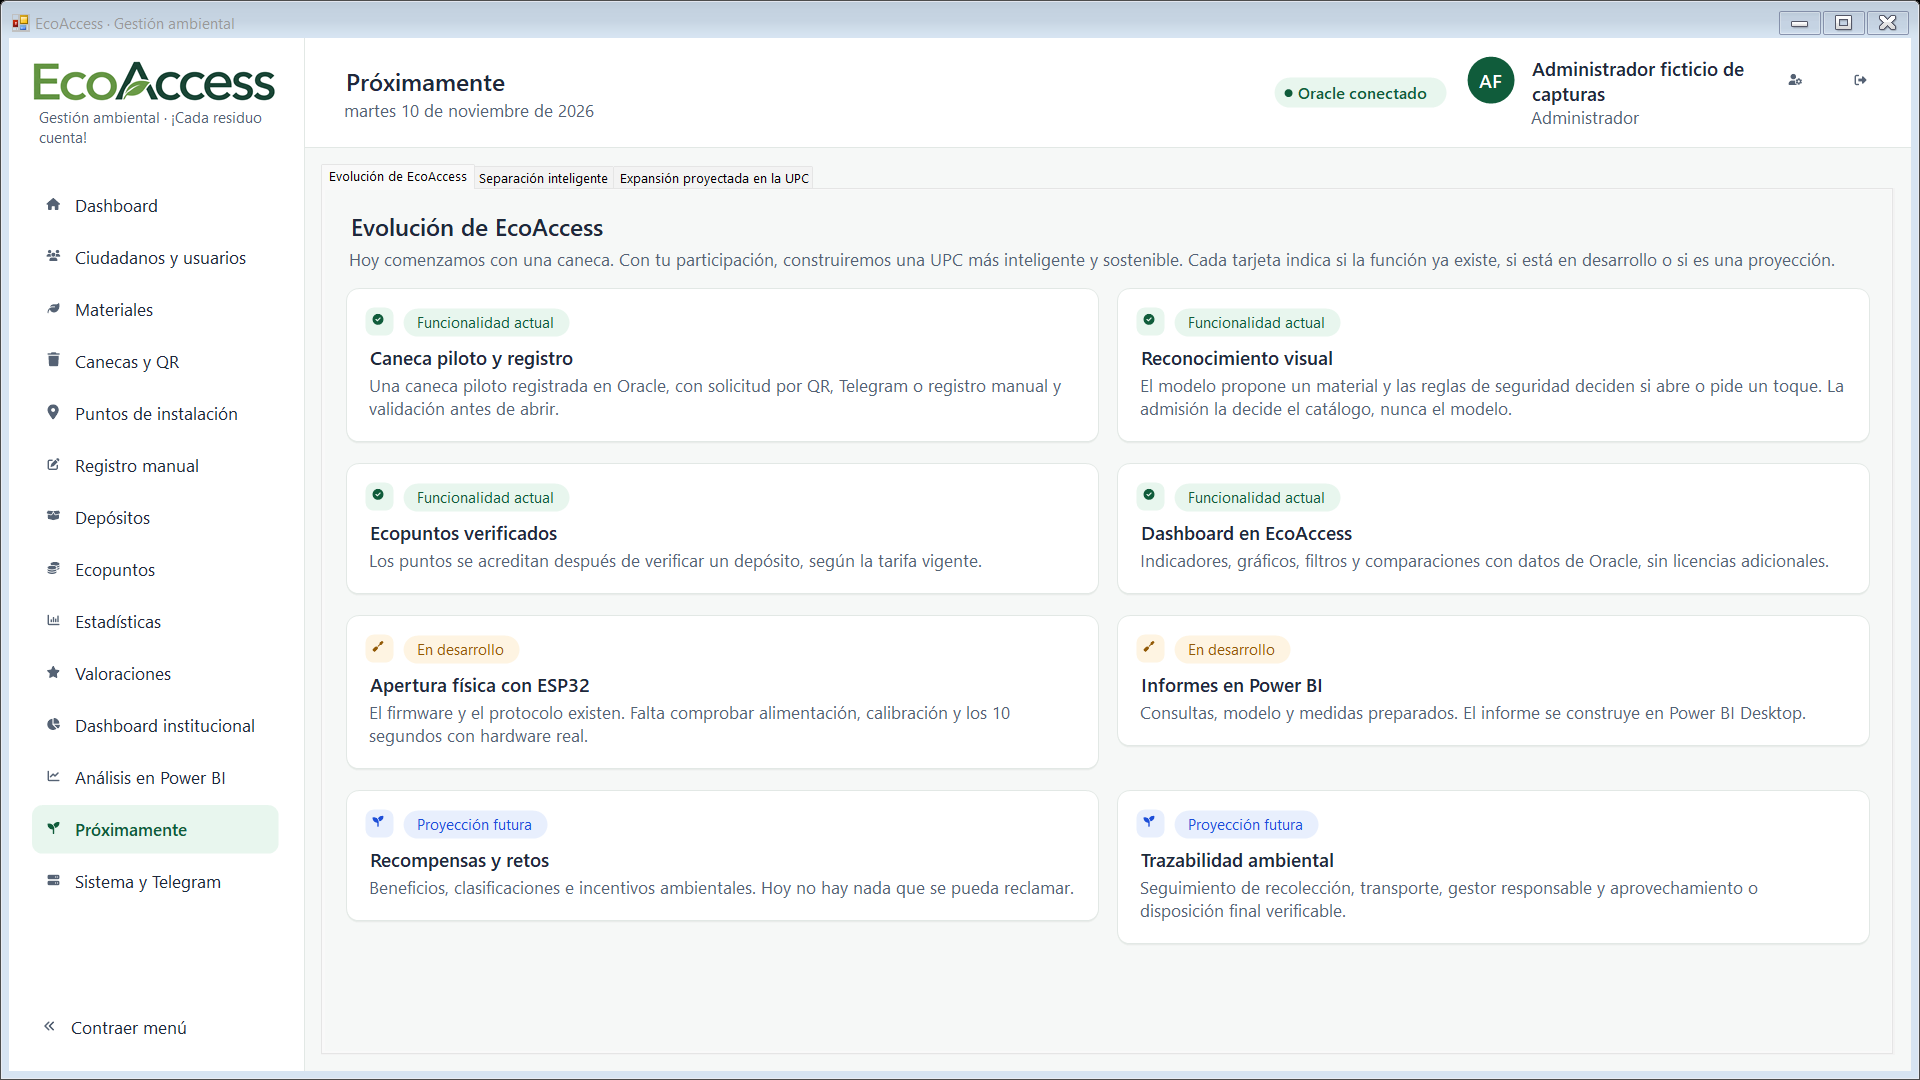 EcoAccess · Gestión ambiental
EcoAccess
Gestión ambiental · ¡Cada residuo
cuenta!
Dashboard
Ciudadanos y usuarios
Materiales
Canecas y QR
Puntos de instalación
Registro manual
Depósitos
Ecopuntos
Estadísticas
Valoraciones
Dashboard institucional
Análisis en Power BI
Próximamente
Sistema y Telegram
Contraer menú
Próximamente
martes 10 de noviembre de 2026
Oracle conectado
AF
Administrador ficticio de
capturas
Administrador
Evolución de EcoAccess
Separación inteligente
Expansión proyectada en la UPC
Evolución de EcoAccess
Hoy comenzamos con una caneca. Con tu participación, construiremos una UPC más inteligente y sostenible. Cada tarjeta indica si la función ya existe, si está en desarrollo o si es una proyección.
Funcionalidad actual
Caneca piloto y registro
Una caneca piloto registrada en Oracle, con solicitud por QR, Telegram o registro manual y
validación antes de abrir.
Funcionalidad actual
Reconocimiento visual
El modelo propone un material y las reglas de seguridad deciden si abre o pide un toque. La
admisión la decide el catálogo, nunca el modelo.
Funcionalidad actual
Ecopuntos verificados
Los puntos se acreditan después de verificar un depósito, según la tarifa vigente.
Funcionalidad actual
Dashboard en EcoAccess
Indicadores, gráficos, filtros y comparaciones con datos de Oracle, sin licencias adicionales.
En desarrollo
Apertura física con ESP32
El firmware y el protocolo existen. Falta comprobar alimentación, calibración y los 10
segundos con hardware real.
En desarrollo
Informes en Power BI
Consultas, modelo y medidas preparados. El informe se construye en Power BI Desktop.
Proyección futura
Recompensas y retos
Beneficios, clasificaciones e incentivos ambientales. Hoy no hay nada que se pueda reclamar.
Proyección futura
Trazabilidad ambiental
Seguimiento de recolección, transporte, gestor responsable y aprovechamiento o
disposición final verificable.